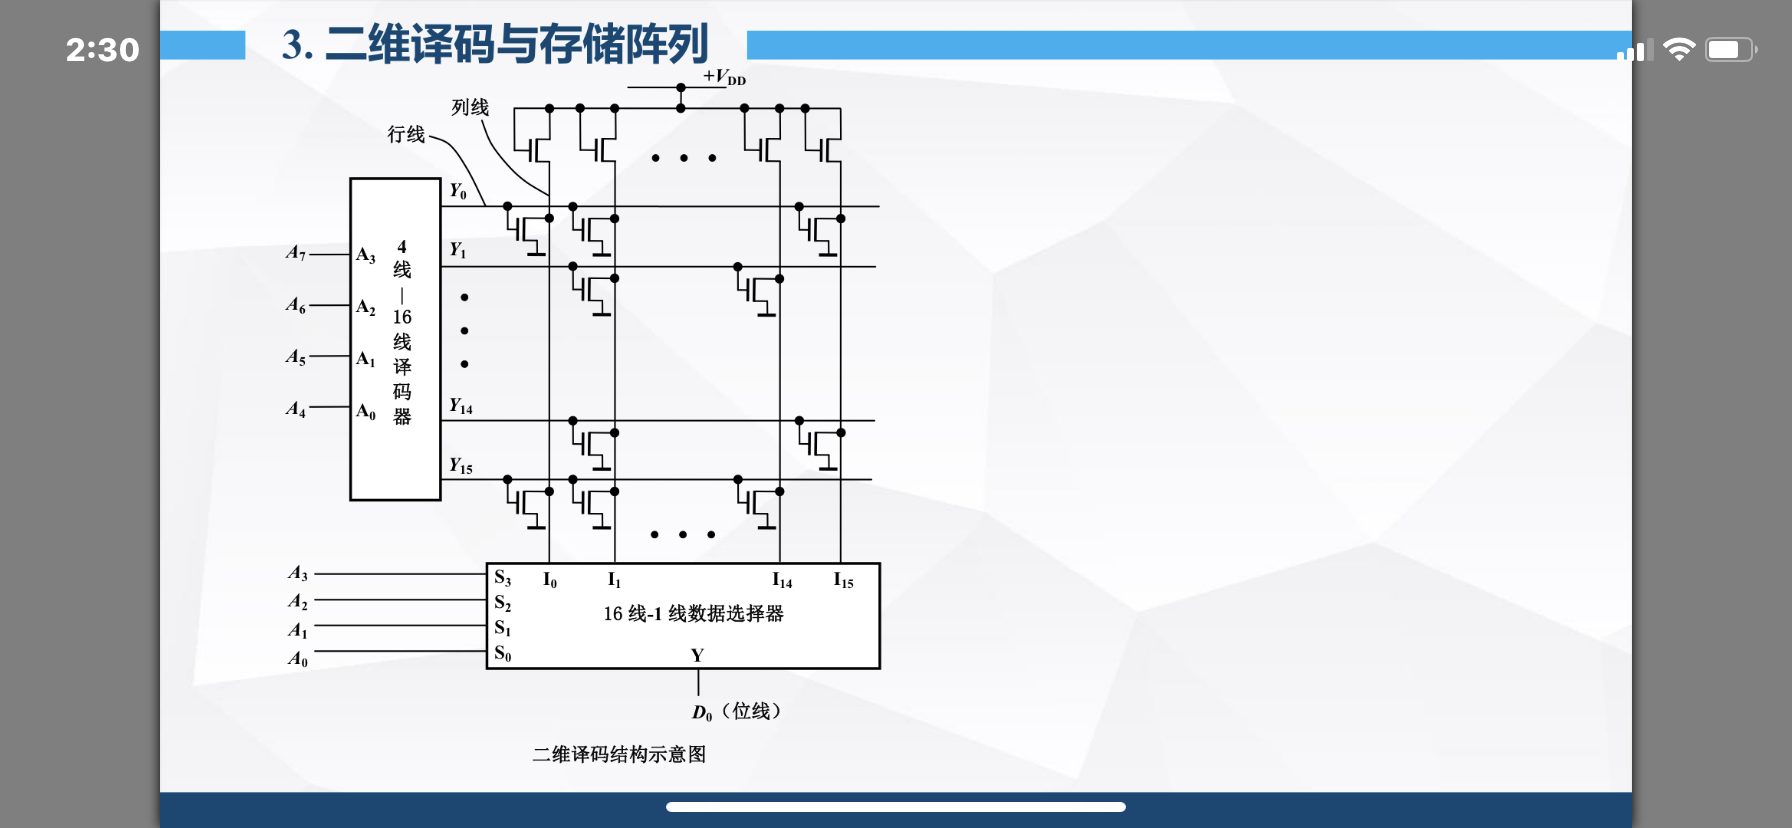 2:30
3. 二维译码与存储阵列
+VDD
列线
行线
Y0
Y1
A7
A6
A5
A4
A3
A2
A1
A0
4
线
|
16
线
译
码
器
Y14
Y15
A3
A2
A1
A0
S3
S2
S1
S0
I0 I1 I14 I15
16 线-1 线数据选择器
Y
D0（位线）
二维译码结构示意图